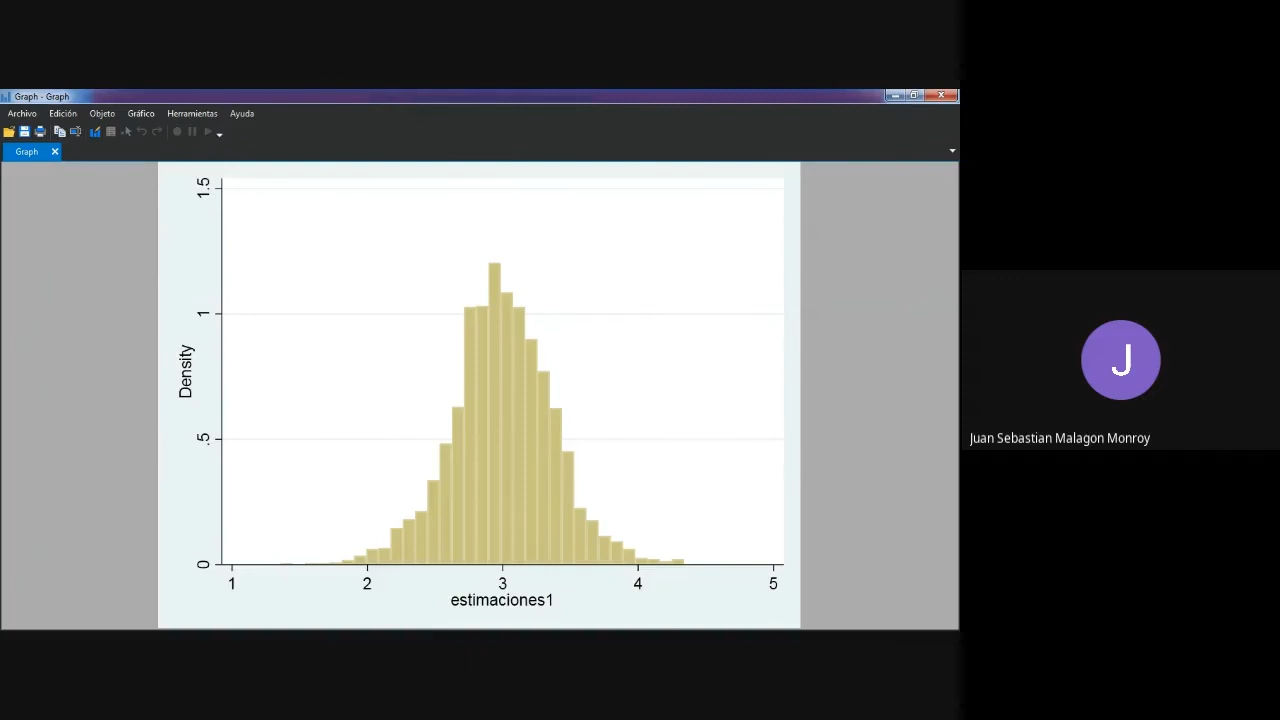 Graph - Graph
Archivo Edición Objeto Gráfico Herramientas Ayuda
Graph
1.5
1
.5
0
Density
1 2 3 4 5
estimaciones1
J
Juan Sebastian Malagon Monroy